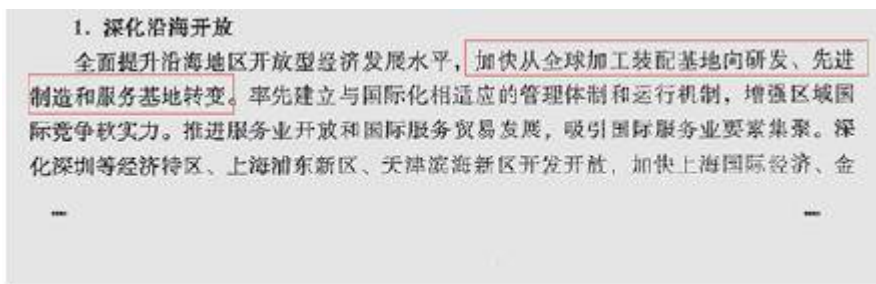 1. 深化沿海开放
全面提升沿海地区开放型经济发展水平，加快从全球加工装配基地向研发、先进
制造和服务基地转变。率先建立与国际化相适应的管理体制和运行机制，增强区域国
际竞争软实力。推进服务业开放和国际服务贸易发展，吸引国际服务业要素集聚。深
化深圳等经济特区、上海浦东新区、天津滨海新区开发开放，加快上海国际经济、金